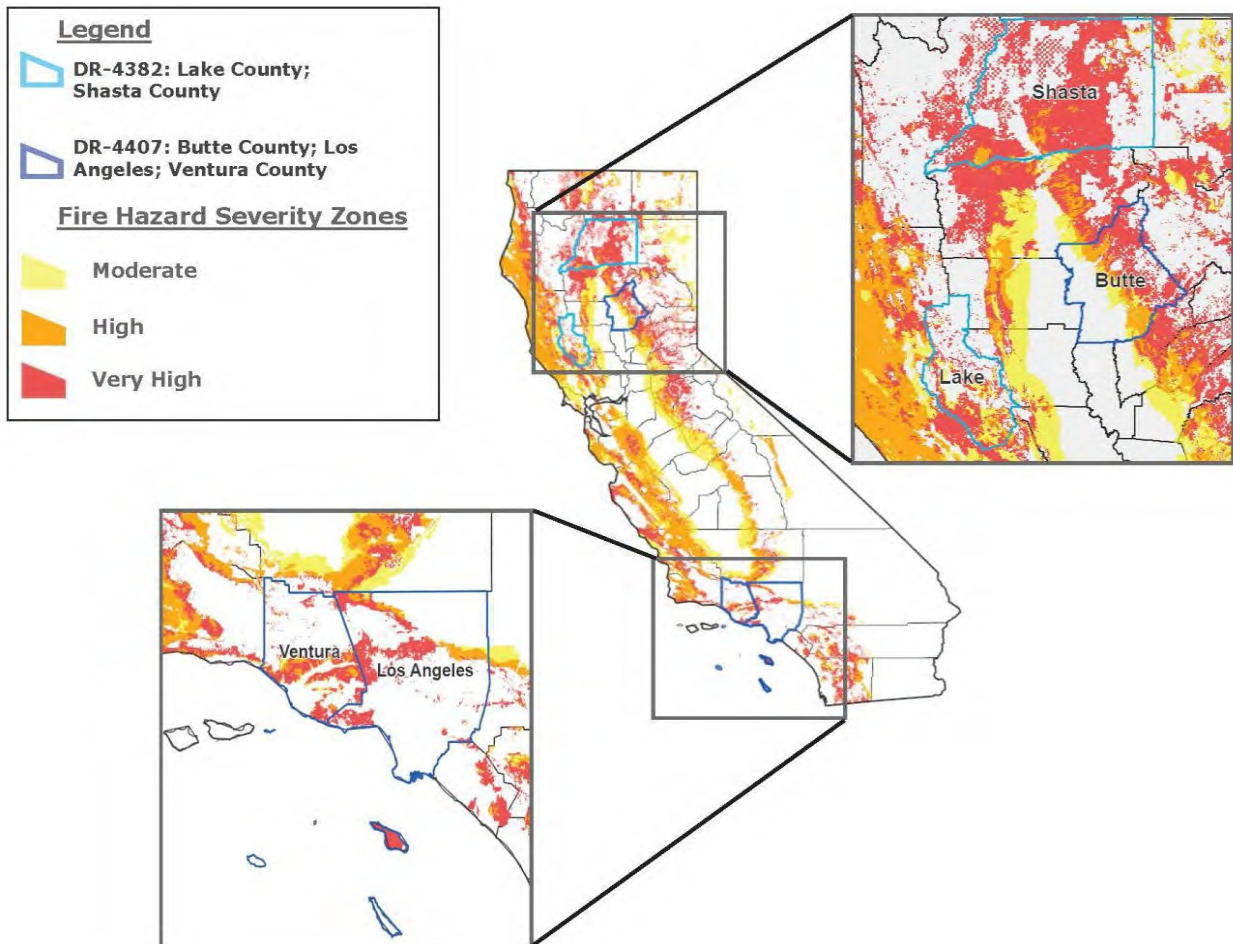 Legend
DR-4382: Lake County;
Shasta County
DR-4407: Butte County; Los
Angeles; Ventura County
Fire Hazard Severity Zones
Moderate
High
Very High
Shasta
Butte
Lake
Ventura
Los Angeles